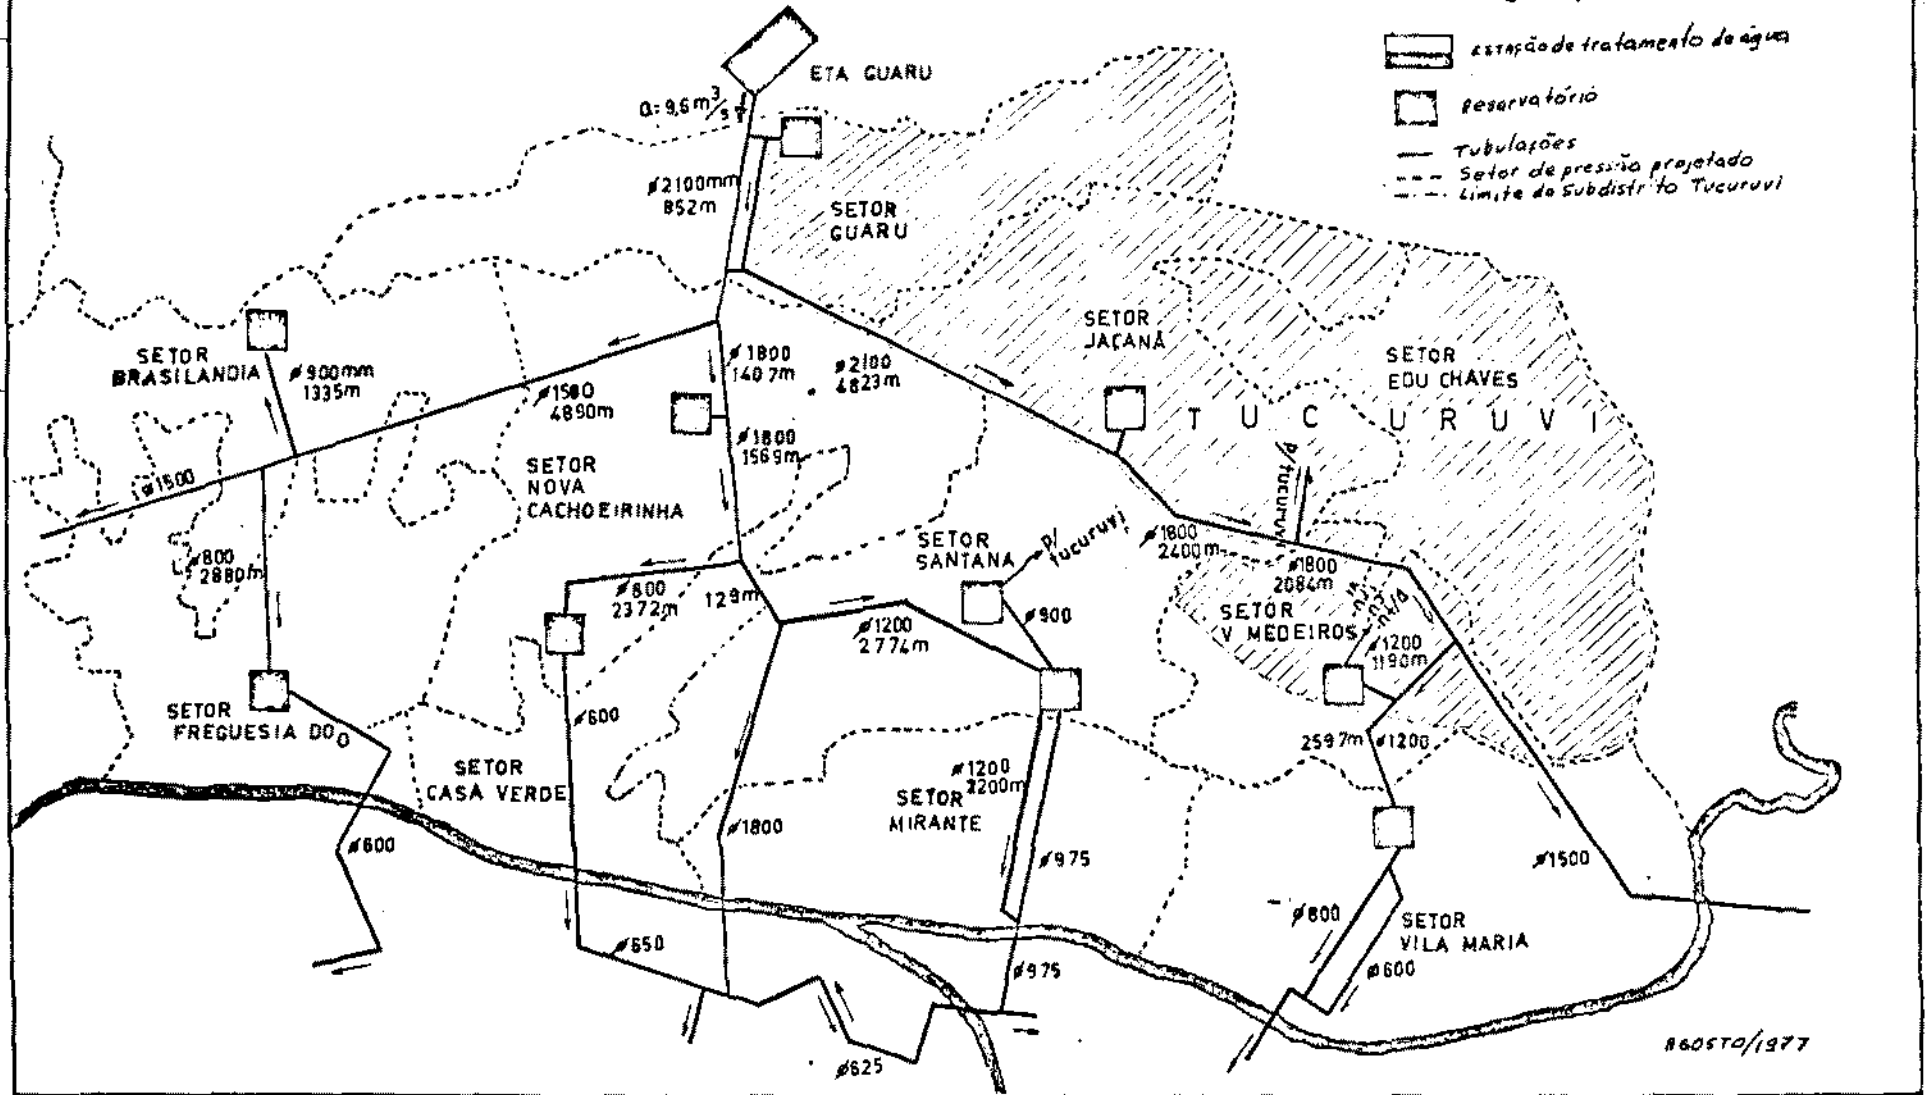 estação de tratamento de água
Reservatório
Tubulações
Setor de pressão projetado
Limite do Subdistrito Tucuruvi
ETA GUARU
Q=9,6m³/s
ø2100mm
852m
SETOR
GUARU
SETOR
BRASILANDIA
ø900mm
1335m
ø1500
4890m
ø1800
1407m
ø2100
4823m
SETOR
JAÇANÃ
SETOR
EDU CHAVES
TUCURUVI
ø1800
1569m
SETOR
NOVA
CACHOEIRINHA
ø1500
ø800
2880m
SETOR
SANTANA
p/
Tucuruvi
p/Tucuruvi
ø1800
2400m
ø1800
2084m
ø800
2372m
129m
ø1200
2774m
ø900
SETOR
V MEDEIROS
ø1200
1190m
SETOR
FREGUESIA DO O
ø600
2597m ø1200
SETOR
CASA VERDE
ø1200
2200m
SETOR
MIRANTE
ø1800
ø600
ø975
ø1500
ø800
SETOR
VILA MARIA
ø650
ø975
ø600
ø625
AGOSTO/1977